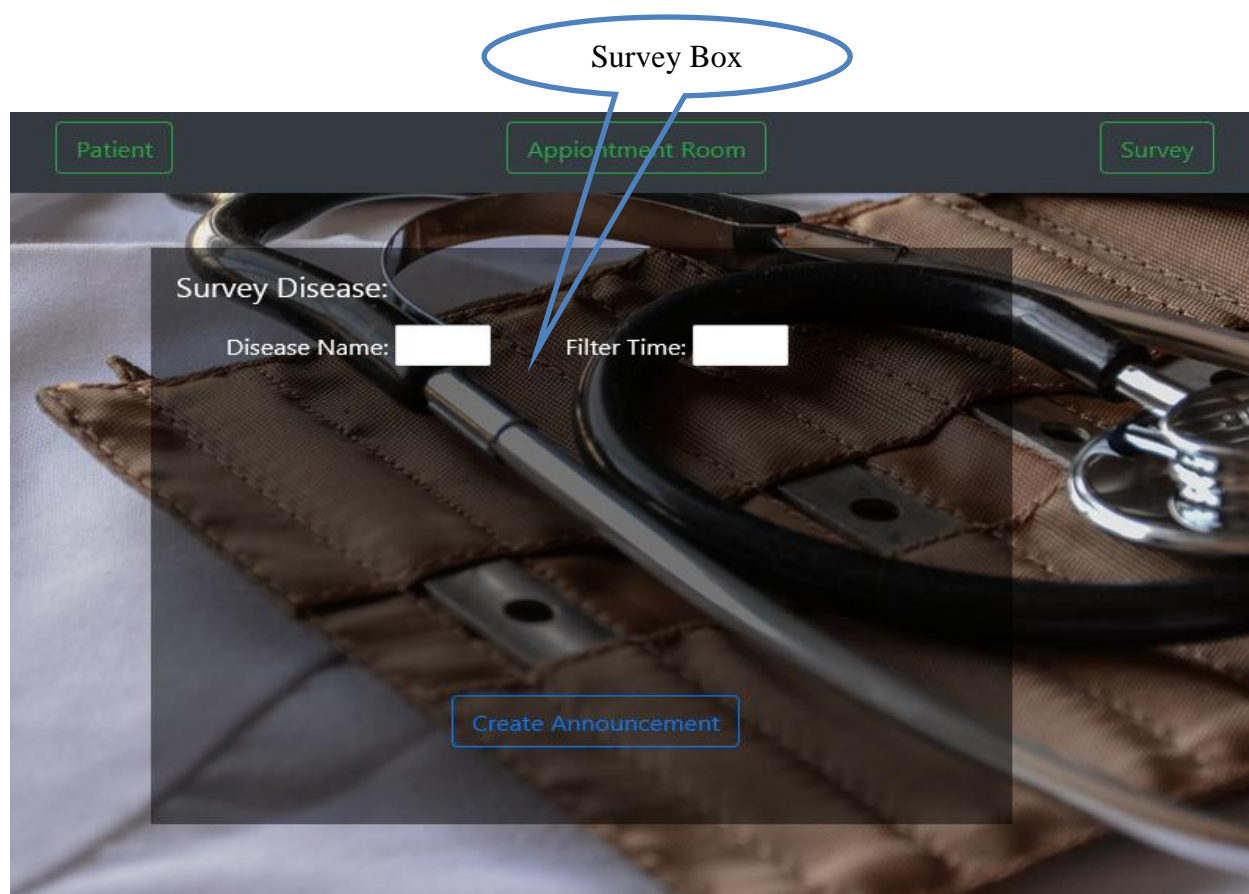 Survey Box
Patient
Appiontment Room
Survey
Survey Disease:
Disease Name:
Filter Time:
Create Announcement